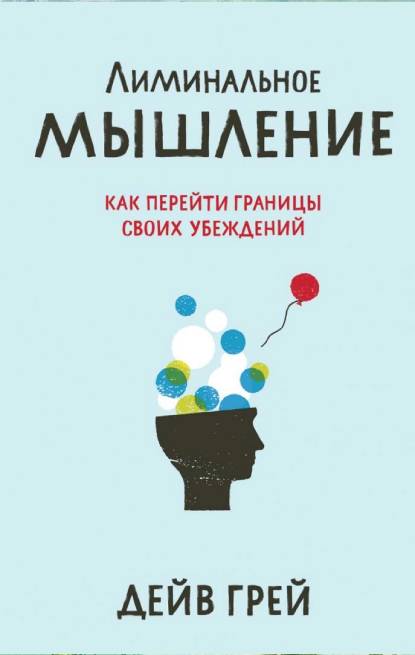 Лиминальное
мышление
как перейти границы
своих убеждений
Дейв Грей